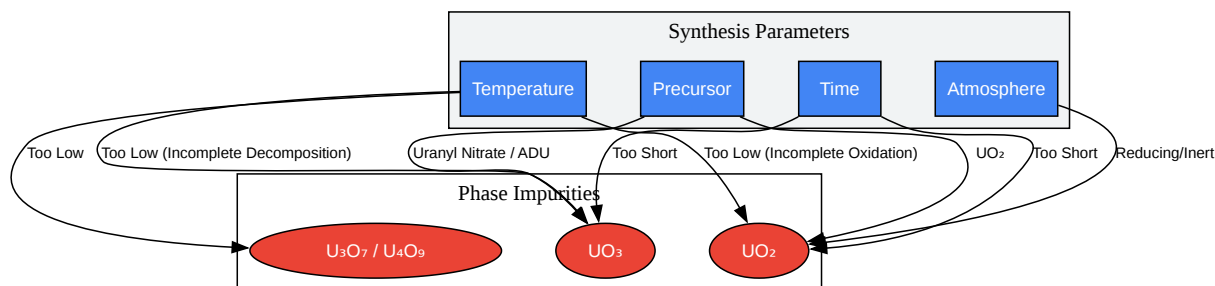 Synthesis Parameters
Temperature
Precursor
Time
Atmosphere
Too Low
Too Low (Incomplete Decomposition)
Uranyl Nitrate / ADU
Too Short
Too Low (Incomplete Oxidation)
UO₂
Too Short
Reducing/Inert
Phase Impurities
U₃O₇ / U₄O₉
UO₃
UO₂